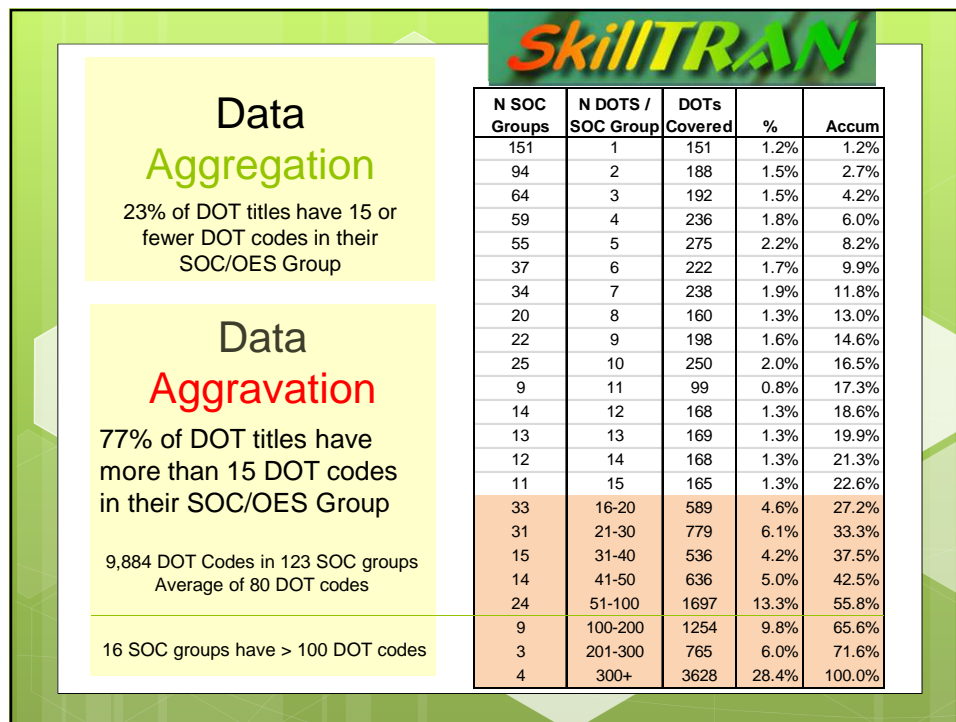 SkillTRAN
Data
Aggregation
23% of DOT titles have 15 or
fewer DOT codes in their
SOC/OES Group
Data
Aggravation
77% of DOT titles have
more than 15 DOT codes
in their SOC/OES Group
9,884 DOT Codes in 123 SOC groups
Average of 80 DOT codes
16 SOC groups have > 100 DOT codes
N SOC Groups N DOTS / SOC Group DOTs Covered % Accum
151 1 151 1.2% 1.2%
94 2 188 1.5% 2.7%
64 3 192 1.5% 4.2%
59 4 236 1.8% 6.0%
55 5 275 2.2% 8.2%
37 6 222 1.7% 9.9%
34 7 238 1.9% 11.8%
20 8 160 1.3% 13.0%
22 9 198 1.6% 14.6%
25 10 250 2.0% 16.5%
9 11 99 0.8% 17.3%
14 12 168 1.3% 18.6%
13 13 169 1.3% 19.9%
12 14 168 1.3% 21.3%
11 15 165 1.3% 22.6%
33 16-20 589 4.6% 27.2%
31 21-30 779 6.1% 33.3%
15 31-40 536 4.2% 37.5%
14 41-50 636 5.0% 42.5%
24 51-100 1697 13.3% 55.8%
9 100-200 1254 9.8% 65.6%
3 201-300 765 6.0% 71.6%
4 300+ 3628 28.4% 100.0%